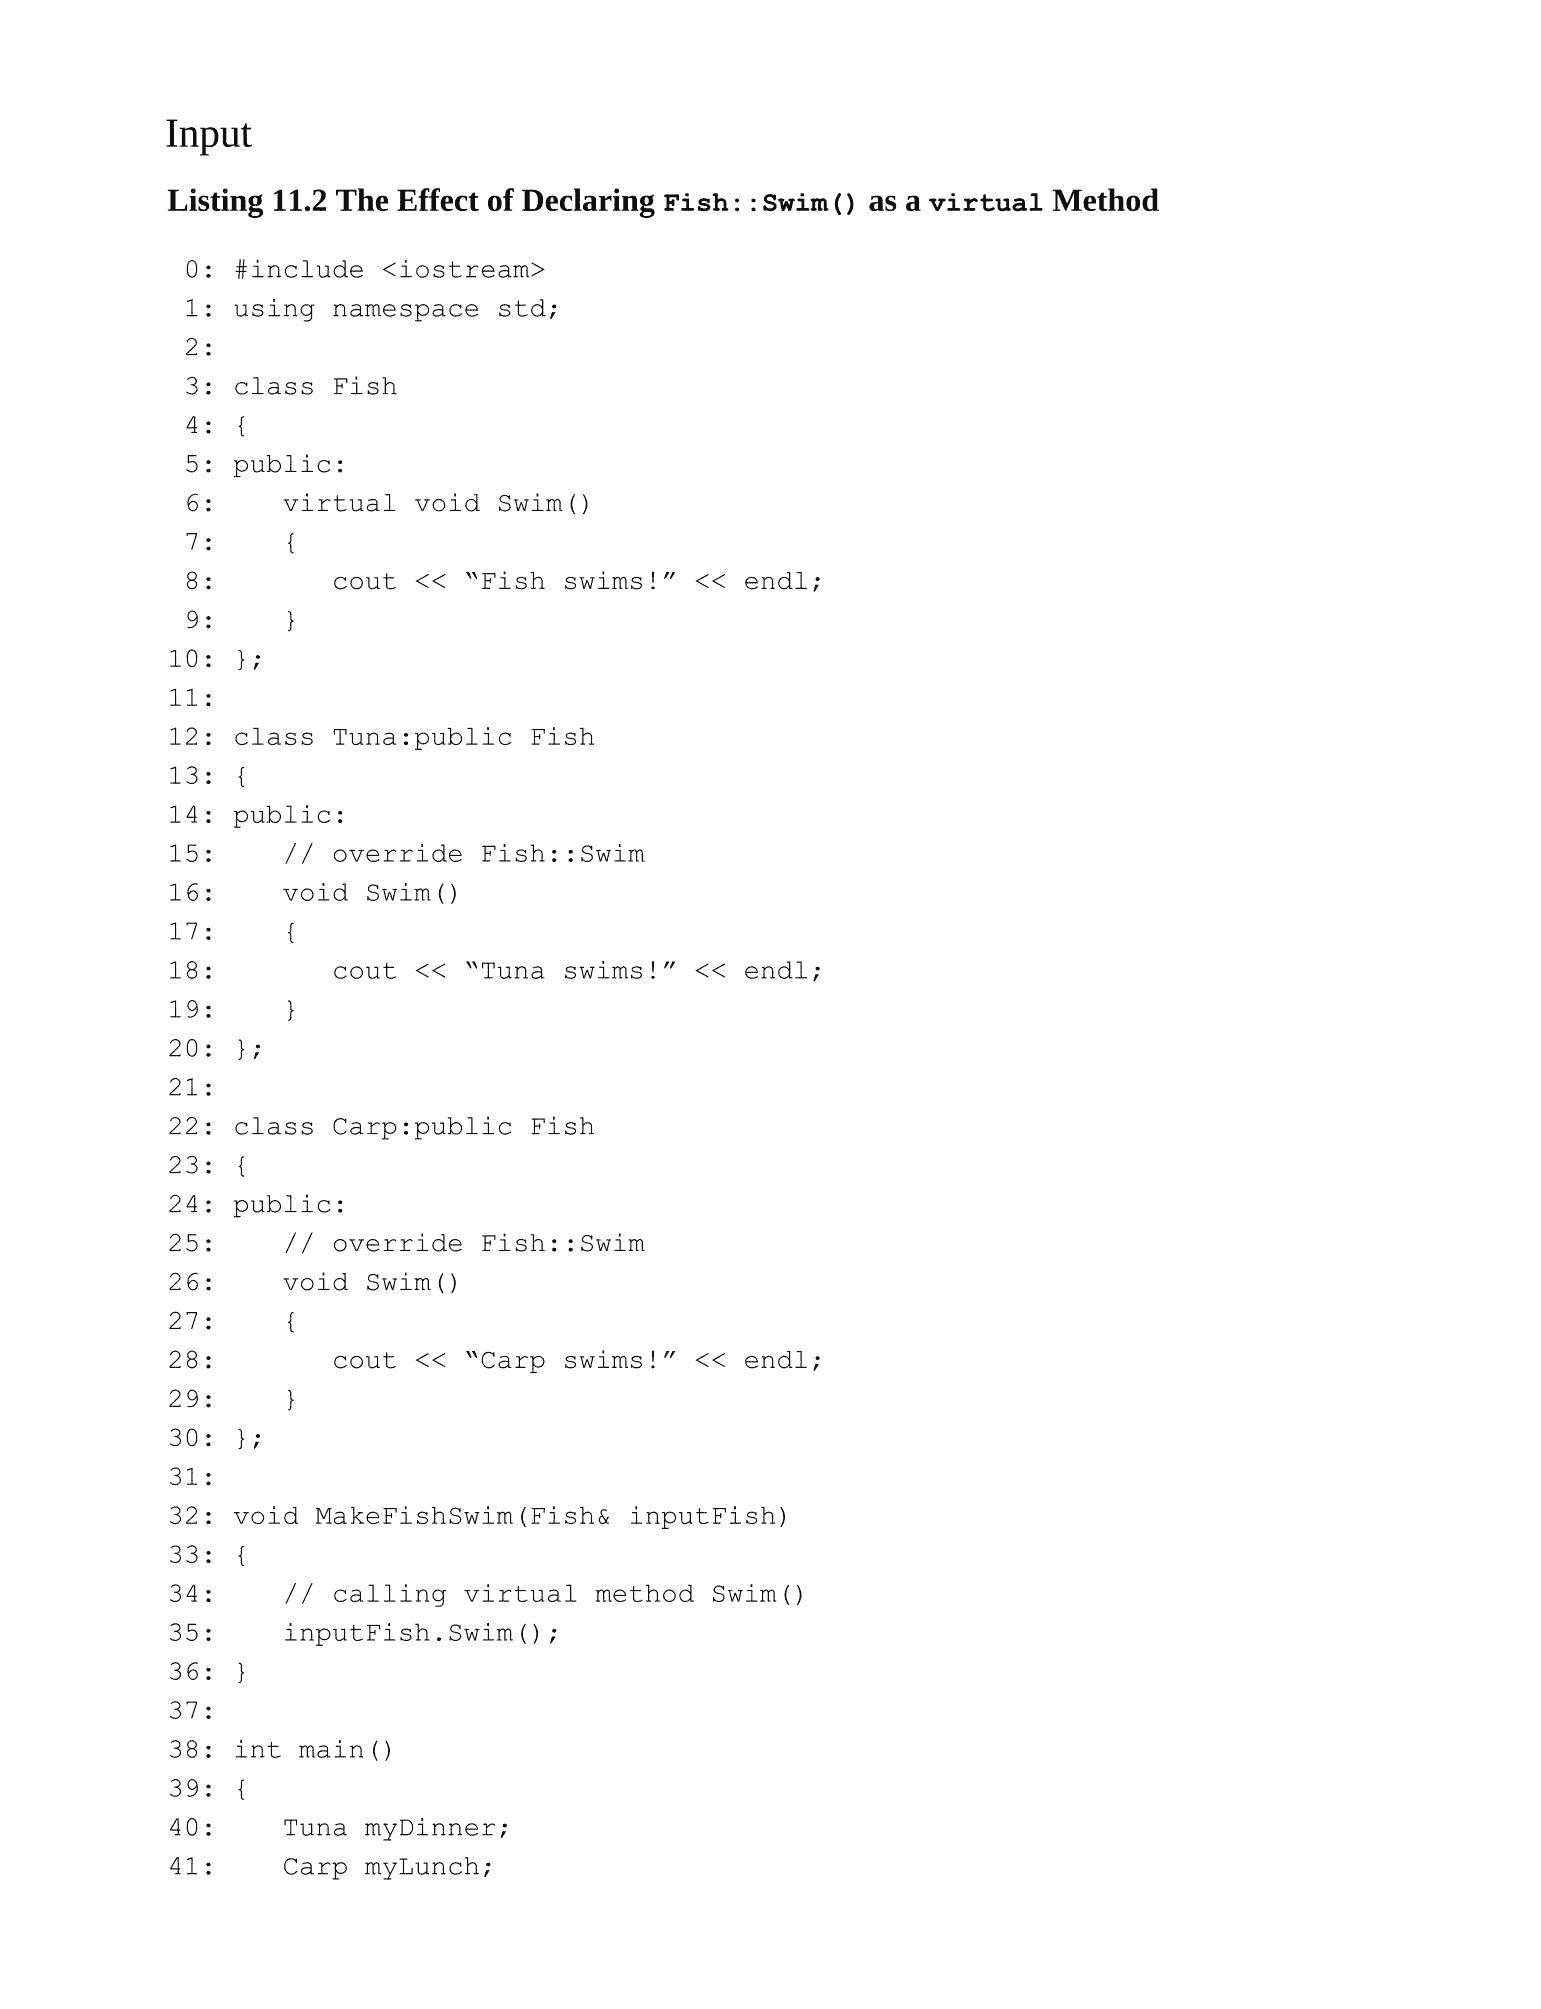 Input
Listing 11.2 The Effect of Declaring Fish::Swim() as a virtual Method
 0: #include <iostream>
 1: using namespace std;
 2:
 3: class Fish
 4: {
 5: public:
 6:    virtual void Swim()
 7:    {
 8:       cout << “Fish swims!” << endl;
 9:    }
10: };
11:
12: class Tuna:public Fish
13: {
14: public:
15:    // override Fish::Swim
16:    void Swim()
17:    {
18:       cout << “Tuna swims!” << endl;
19:    }
20: };
21:
22: class Carp:public Fish
23: {
24: public:
25:    // override Fish::Swim
26:    void Swim()
27:    {
28:       cout << “Carp swims!” << endl;
29:    }
30: };
31:
32: void MakeFishSwim(Fish& inputFish)
33: {
34:    // calling virtual method Swim()
35:    inputFish.Swim();
36: }
37:
38: int main()
39: {
40:    Tuna myDinner;
41:    Carp myLunch;